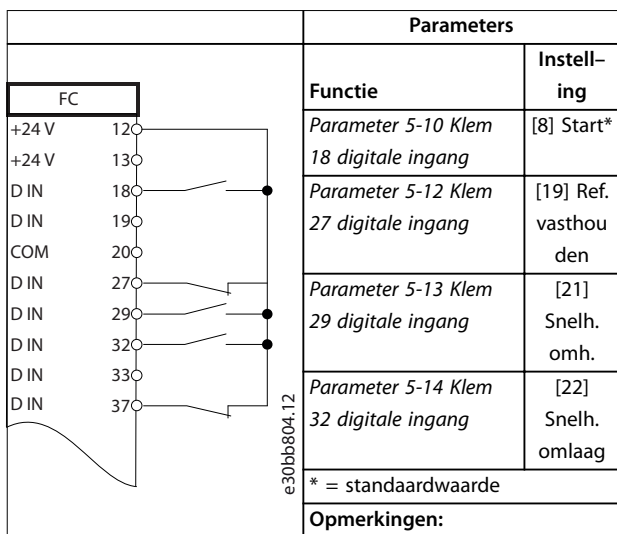 Parameters
Functie
Instell–
ing
FC
+24 V 12
+24 V 13
D IN 18
D IN 19
COM 20
D IN 27
D IN 29
D IN 32
D IN 33
D IN 37
e30bb804.12
Parameter 5-10 Klem
18 digitale ingang
[8] Start*
Parameter 5-12 Klem
27 digitale ingang
[19] Ref.
vasthou
den
Parameter 5-13 Klem
29 digitale ingang
[21]
Snelh.
omh.
Parameter 5-14 Klem
32 digitale ingang
[22]
Snelh.
omlaag
* = standaardwaarde
Opmerkingen: